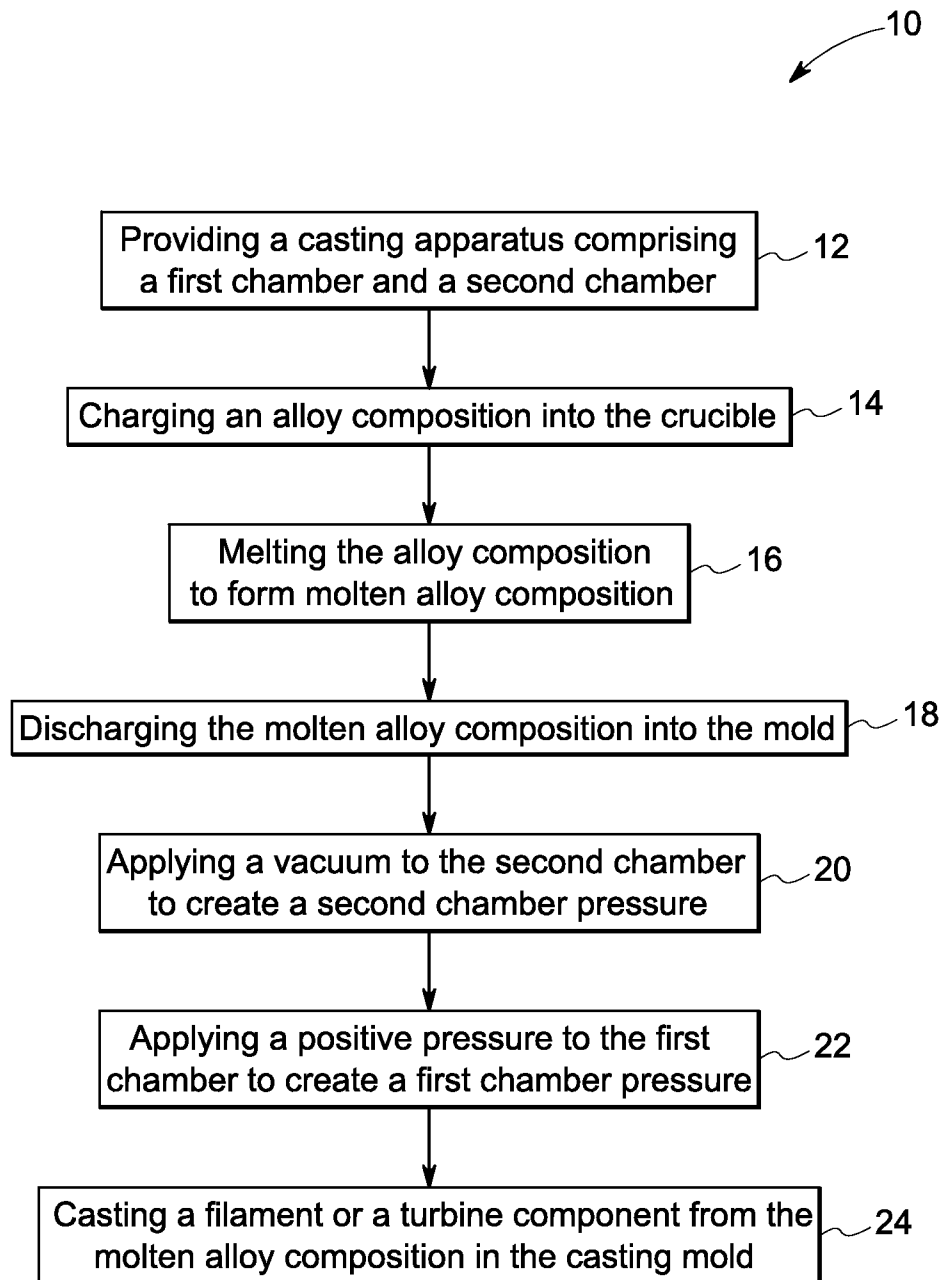 10
Providing a casting apparatus comprising
a first chamber and a second chamber
12
Charging an alloy composition into the crucible
14
Melting the alloy composition
to form molten alloy composition
16
Discharging the molten alloy composition into the mold
18
Applying a vacuum to the second chamber
to create a second chamber pressure
20
Applying a positive pressure to the first
chamber to create a first chamber pressure
22
Casting a filament or a turbine component from the
molten alloy composition in the casting mold
24